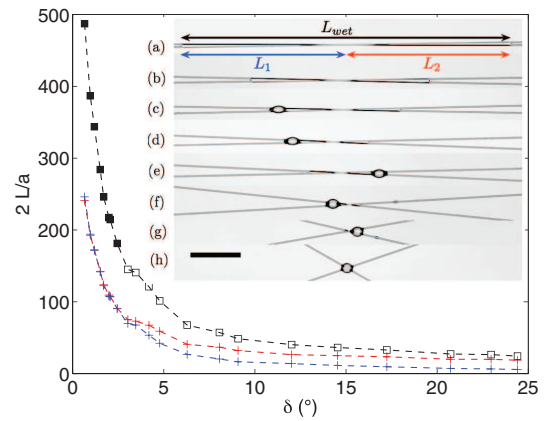 500
400
300
200
100
0
2 L/a
0
5
10
15
20
25
δ (°)
L_wet
L_1
L_2
(a)
(b)
(c)
(d)
(e)
(f)
(g)
(h)